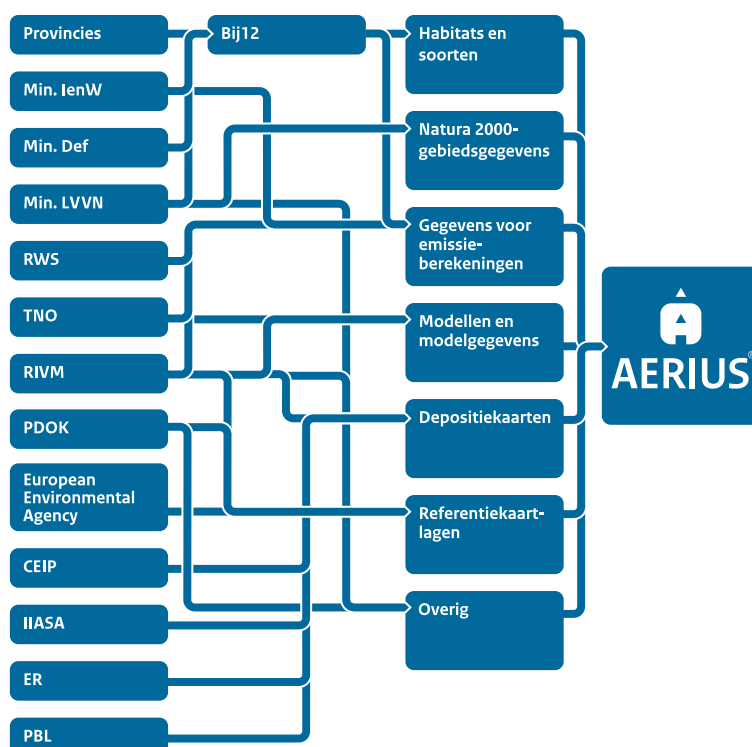 Provincies
Min. IenW
Min. Def
Min. LVVN
RWS
TNO
RIVM
PDOK
European
Environmental
Agency
CEIP
IIASA
ER
PBL
Bij12
Habitats en
soorten
Natura 2000-
gebiedsgegevens
Gegevens voor
emissie-
berekeningen
Modellen en
modelgegevens
Depositiekaarten
Referentiekaart-
lagen
Overig
AERIUS®